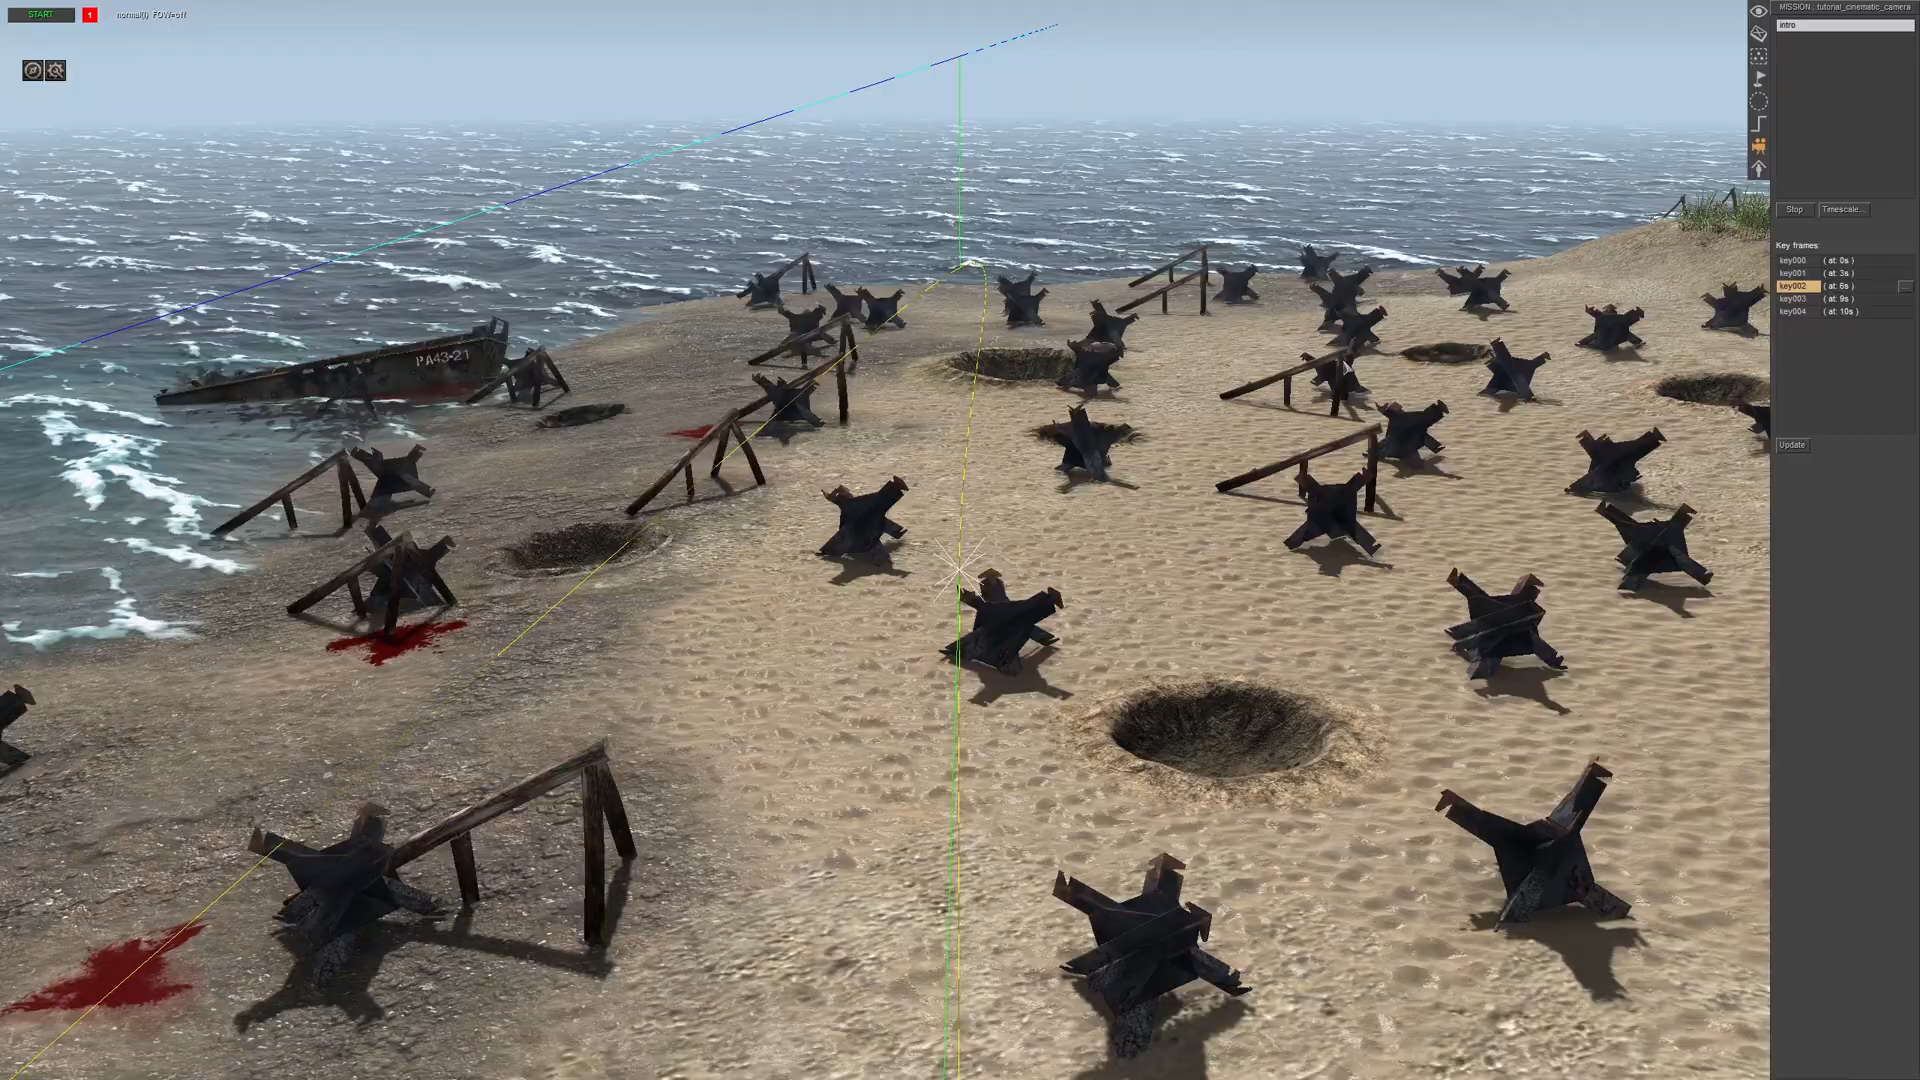 START
1
normal(l) FOW=off
MISSION : tutorial_cinematic_camera
intro
Stop
Timescale...
Key frames:
key000 ( at: 0s )
key001 ( at: 3s )
key002 ( at: 6s )
...
key003 ( at: 9s )
key004 ( at: 10s )
Update
PA43-21